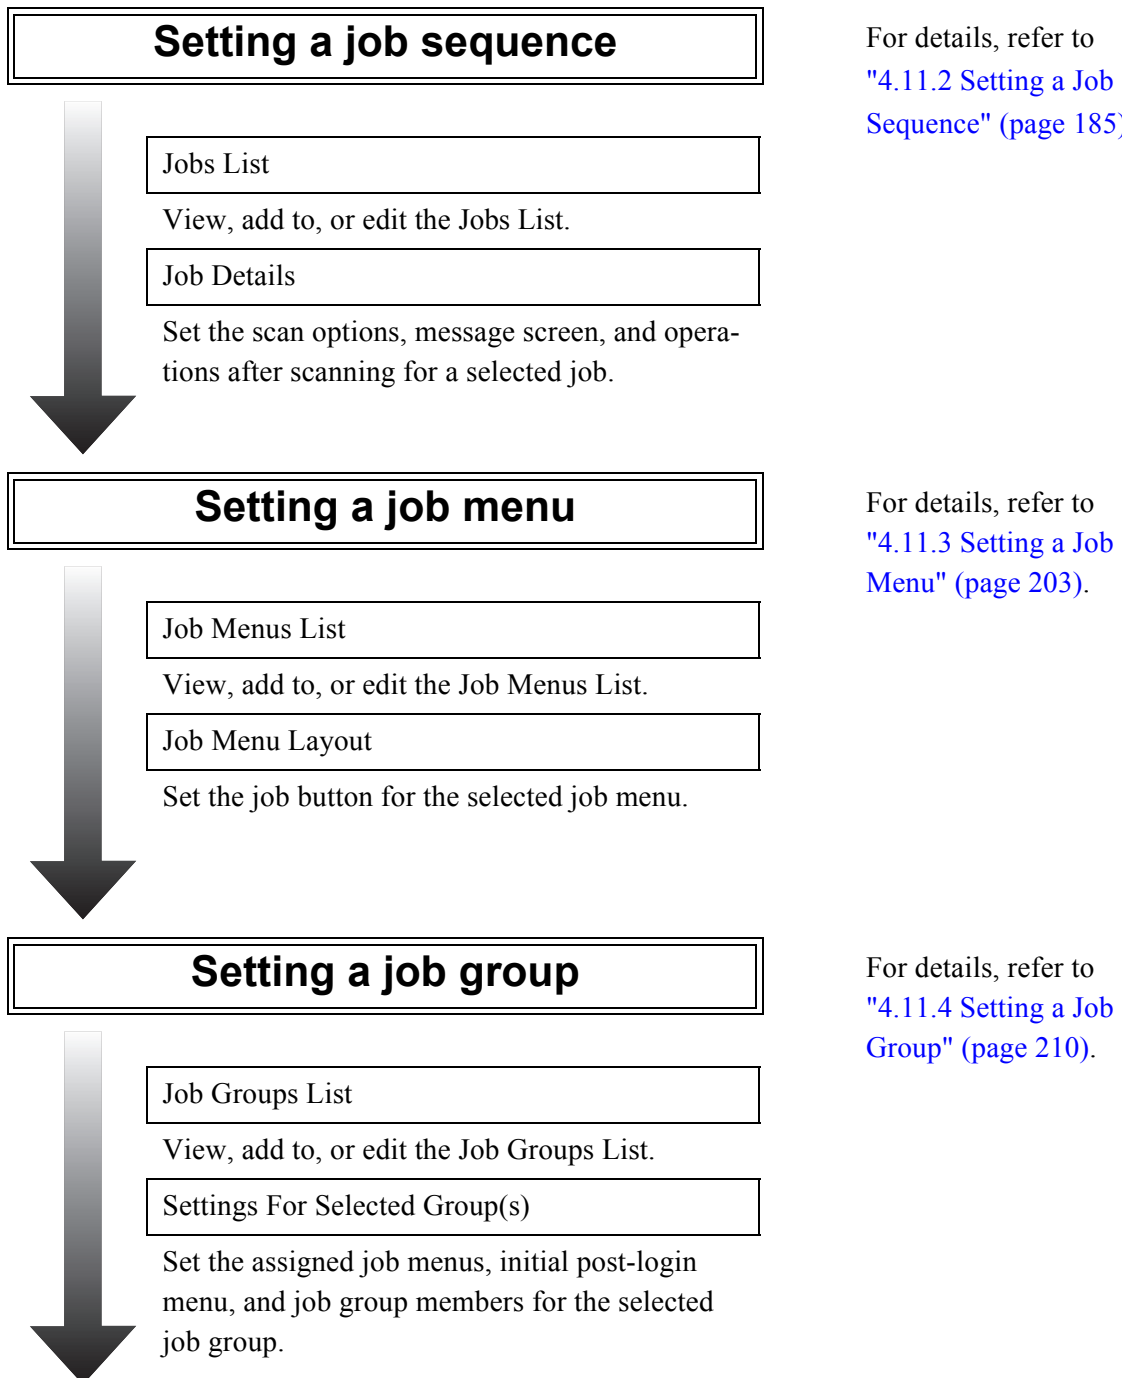 Setting a job sequence
For details, refer to
"4.11.2 Setting a Job
Sequence" (page 185)
Jobs List
View, add to, or edit the Jobs List.
Job Details
Set the scan options, message screen, and opera-
tions after scanning for a selected job.
Setting a job menu
For details, refer to
"4.11.3 Setting a Job
Menu" (page 203).
Job Menus List
View, add to, or edit the Job Menus List.
Job Menu Layout
Set the job button for the selected job menu.
Setting a job group
For details, refer to
"4.11.4 Setting a Job
Group" (page 210).
Job Groups List
View, add to, or edit the Job Groups List.
Settings For Selected Group(s)
Set the assigned job menus, initial post-login
menu, and job group members for the selected
job group.